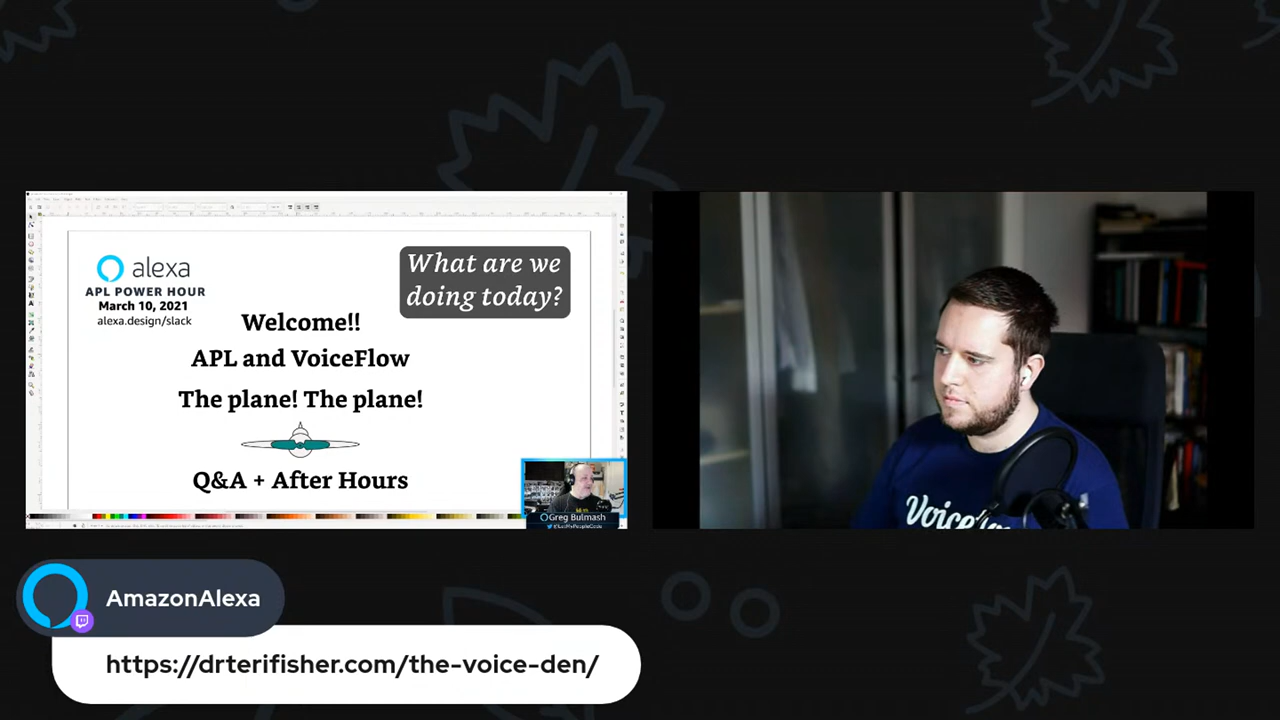 alexa
APL POWER HOUR
March 10, 2021
alexa.design/slack
What are we
doing today?
Welcome!!
APL and VoiceFlow
The plane! The plane!
Q&A + After Hours
Greg Bulmash
AmazonAlexa
https://drterifisher.com/the-voice-den/